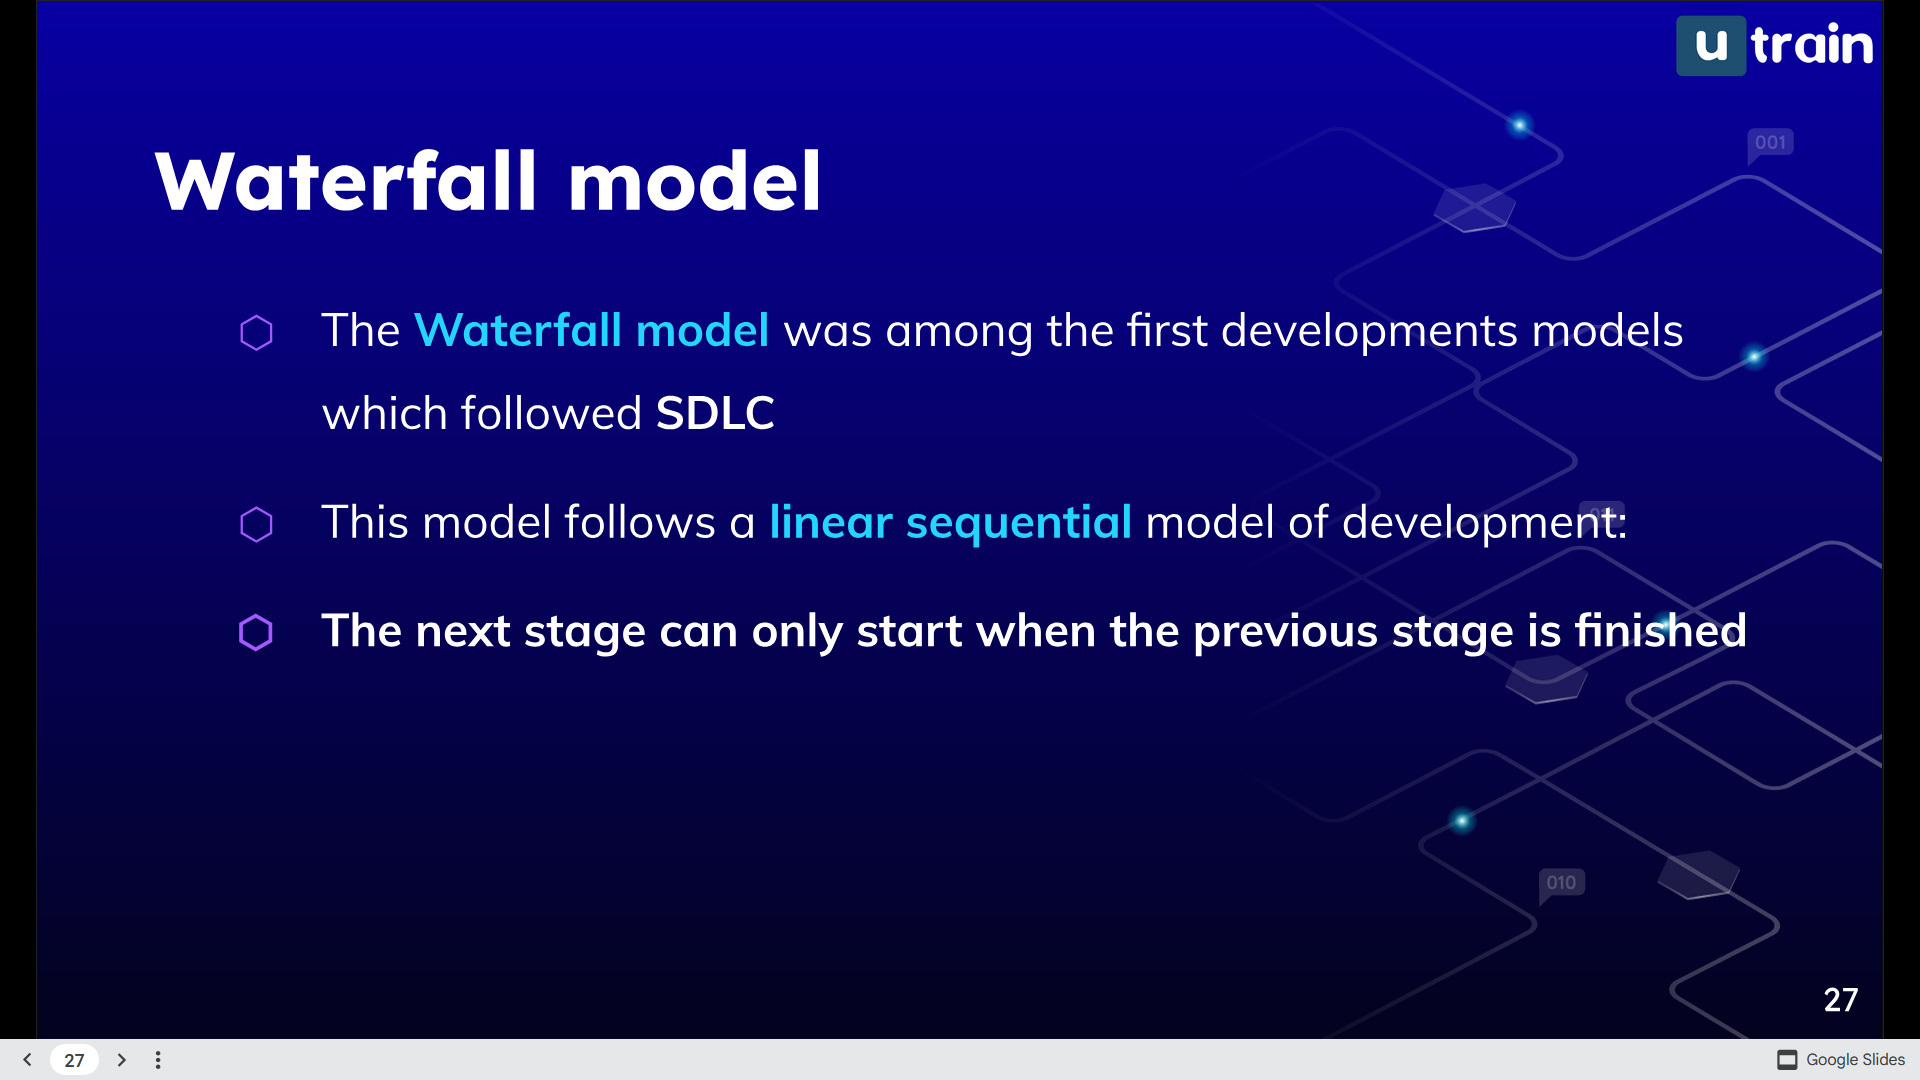 u train
001
Waterfall model
The Waterfall model was among the first developments models
which followed SDLC
This model follows a linear sequential model of development:
The next stage can only start when the previous stage is finished
010
27
27
Google Slides